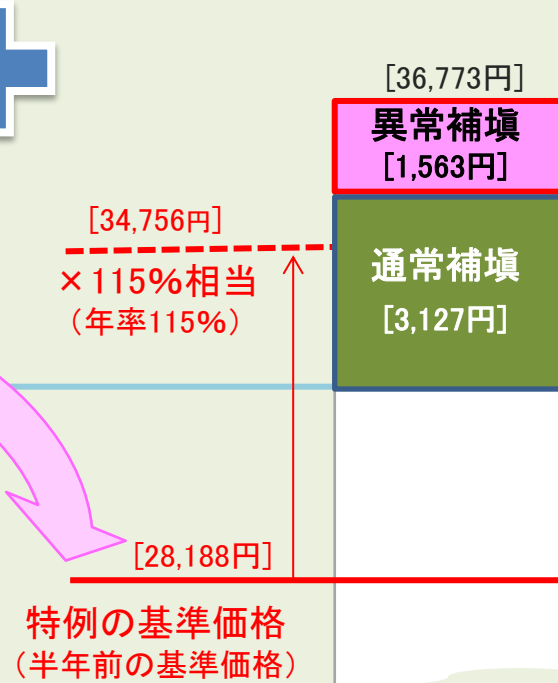 [36,773円]
異常補塡
[1,563円]
[34,756円]
×115%相当
(年率115%)
通常補塡
[3,127円]
[28,188円]
特例の基準価格
(半年前の基準価格)